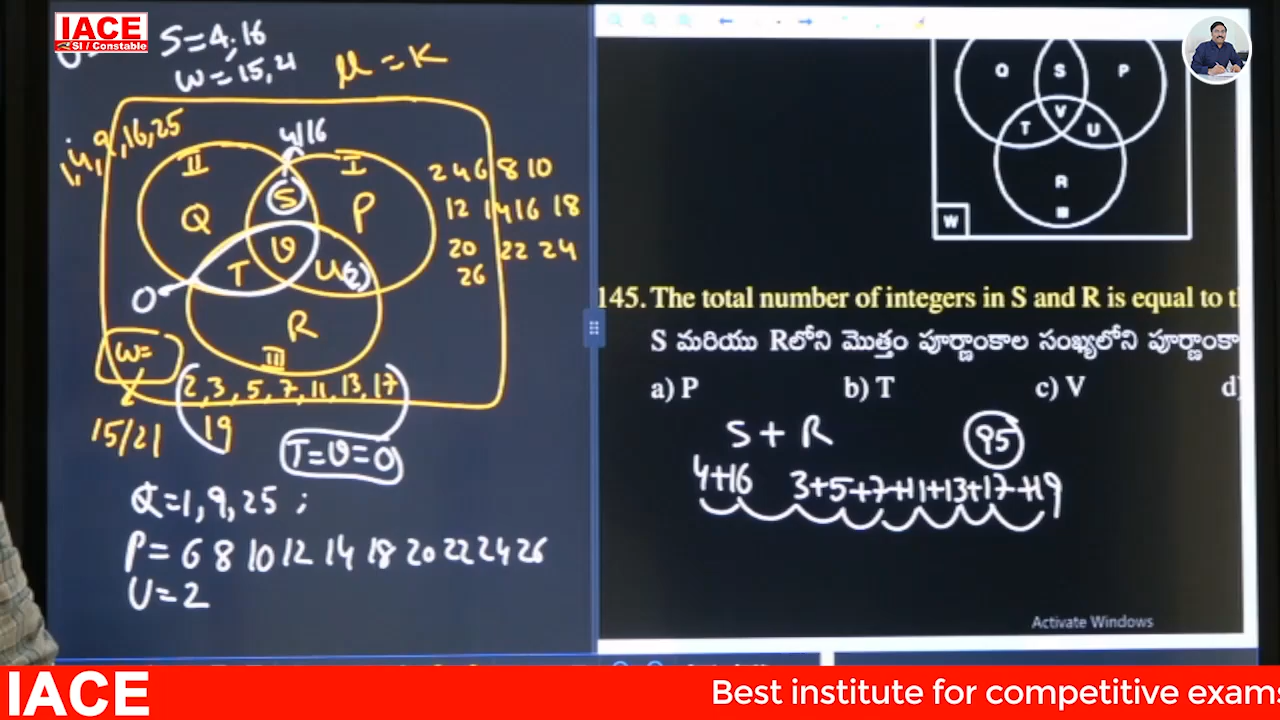 IACE
SI / Constable
S=4,16
W=15,21
μ = K
1,4,9,16,25
4/16
II
I
Q
S
P
2 4 6 8 10
12 14 16 18
20 22 24
26
T
V
U(2)
0
R
III
W=
2,3,5,7,11,13,17
19
15/21
T=V=0
Q=1,9,25 ;
P= 6 8 10 12 14 18 20 22 24 26
U=2
Q
S
P
T
V
U
R
III
W
145. The total number of integers in S and R is equal to
S మరియు Rలోని మొత్తం పూర్ణాంకాల సంఖ్యలోని
a) P
b) T
c) V
S+R
95
4+16
3+5+7+11+13+17+19
Activate Windows
IACE
Best institute for competitive exams